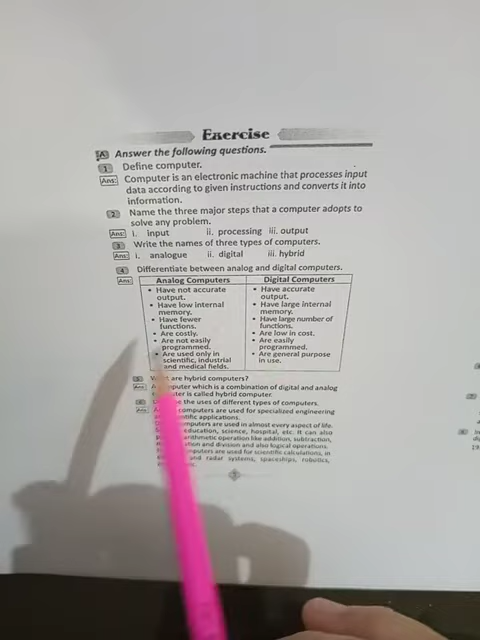 Exercise
A Answer the following questions.
1 Define computer.
Ans: Computer is an electronic machine that processes input
data according to given instructions and converts it into
information.
2 Name the three major steps that a computer adopts to
solve any problem.
Ans: i. input ii. processing iii. output
3 Write the names of three types of computers.
Ans: i. analogue ii. digital iii. hybrid
4 Differentiate between analog and digital computers.
Ans: Analog Computers Digital Computers
• Have not accurate output. • Have accurate output.
• Have low internal memory. • Have large internal memory.
• Have fewer functions. • Have large number of functions.
• Are costly. • Are low in cost.
• Are not easily programmed. • Are easily programmed.
• Are used only in scientific, industrial and medical fields. • Are general purpose in use.
5 are hybrid computers?
Ans: computer which is a combination of digital and analog
is called hybrid computer.
6 the uses of different types of computers.
Ans: computers are used for specialized engineering
applications.
computers are used in almost every aspect of life.
education, science, hospital, etc. It can also
arithmetic operation like addition, subtraction,
and division and also logical operations.
computers are used for scientific calculations, in
and radar systems, spaceships, robotics,